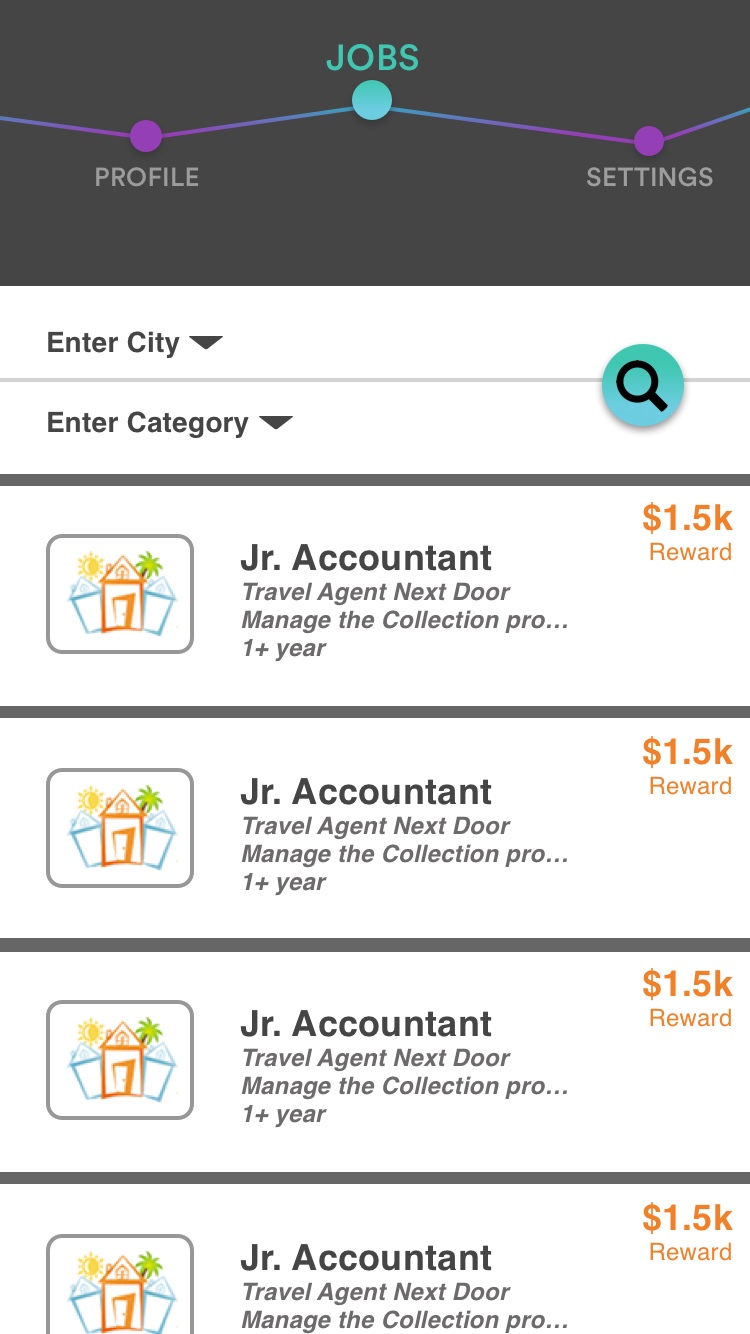 JOBS
PROFILE
SETTINGS
Enter City
Enter Category
$1.5k
Reward
Jr. Accountant
Travel Agent Next Door
Manage the Collection pro...
1+ year
$1.5k
Reward
Jr. Accountant
Travel Agent Next Door
Manage the Collection pro...
1+ year
$1.5k
Reward
Jr. Accountant
Travel Agent Next Door
Manage the Collection pro...
1+ year
$1.5k
Reward
Jr. Accountant
Travel Agent Next Door
Manage the Collection pro...